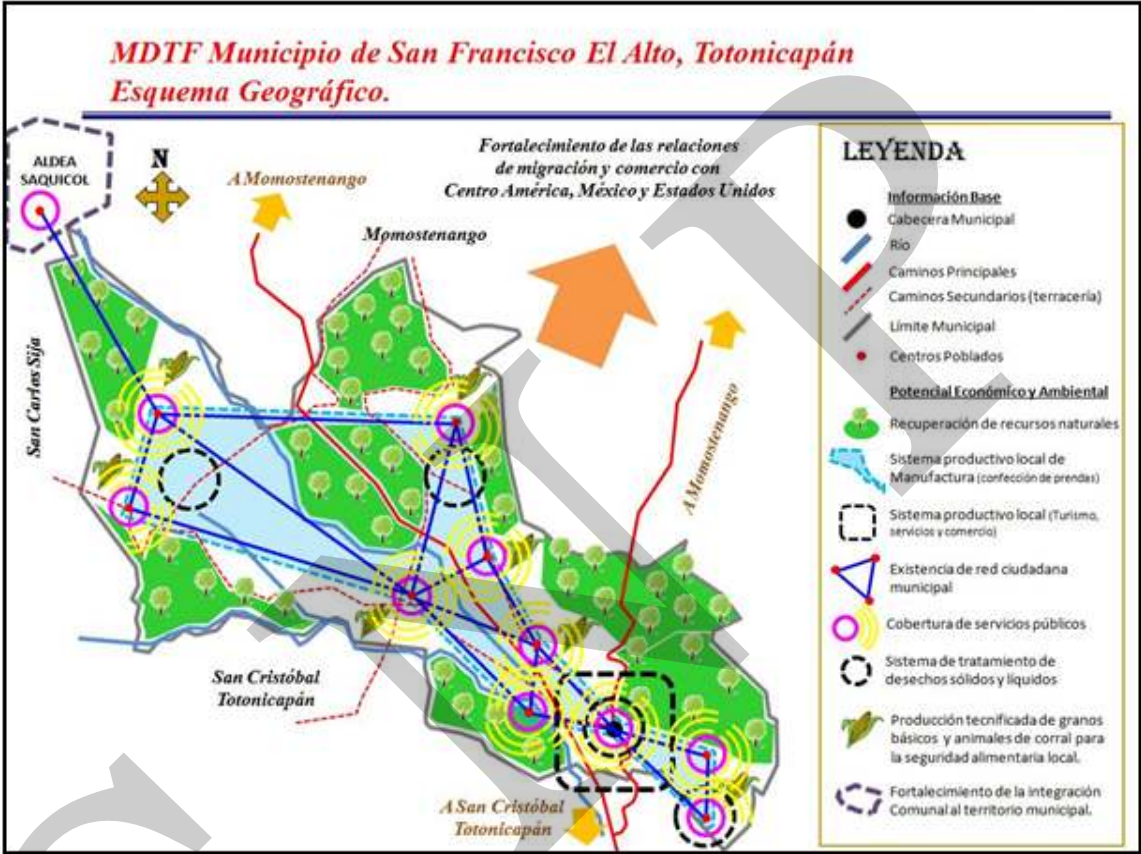 MDTF Municipio de San Francisco El Alto, Totonicapán
Esquema Geográfico.
ALDEA
SAQUICOL
N
A Momostenango
Fortalecimiento de las relaciones
de migración y comercio con
Centro América, México y Estados Unidos
Momostenango
San Carlos Sija
A Momostenango
San Cristóbal
Totonicapán
A San Cristóbal
Totonicapán
LEYENDA
Información Base
Cabecera Municipal
Río
Caminos Principales
Caminos Secundarios (terracería)
Límite Municipal
Centros Poblados
Potencial Económico y Ambiental
Recuperación de recursos naturales
Sistema productivo local de
Manufactura (confección de prendas)
Sistema productivo local (Turismo,
servicios y comercio)
Existencia de red ciudadana
municipal
Cobertura de servicios públicos
Sistema de tratamiento de
desechos sólidos y líquidos
Producción tecnificada de granos
básicos y animales de corral para
la seguridad alimentaria local.
Fortalecimiento de la integración
Comunal al territorio municipal.